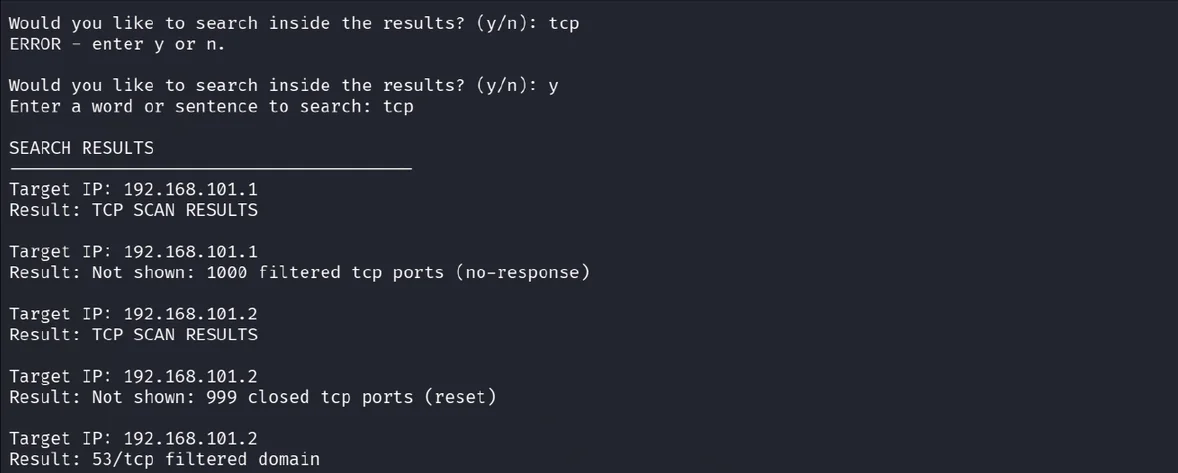 Would you like to search inside the results? (y/n): tcp
ERROR - enter y or n.
Would you like to search inside the results? (y/n): y
Enter a word or sentence to search: tcp
SEARCH RESULTS
Target IP: 192.168.101.1
Result: TCP SCAN RESULTS
Target IP: 192.168.101.1
Result: Not shown: 1000 filtered tcp ports (no-response)
Target IP: 192.168.101.2
Result: TCP SCAN RESULTS
Target IP: 192.168.101.2
Result: Not shown: 999 closed tcp ports (reset)
Target IP: 192.168.101.2
Result: 53/tcp filtered domain